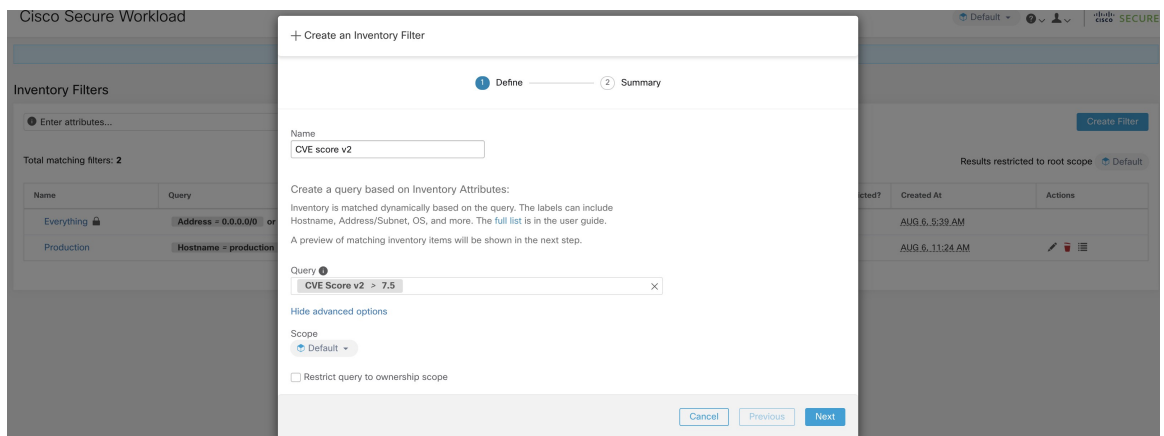 Cisco Secure Workload
Default
cisco SECURE
+ Create an Inventory Filter
1 Define 2 Summary
Inventory Filters
Enter attributes...
Create Filter
Name
CVE score v2
Total matching filters: 2
Results restricted to root scope Default
Create a query based on Inventory Attributes:
Inventory is matched dynamically based on the query. The labels can include
Hostname, Address/Subnet, OS, and more. The full list is in the user guide.
A preview of matching inventory items will be shown in the next step.
Name Query icted? Created At Actions
Everything Address = 0.0.0.0/0 or AUG 6, 5:39 AM
Production Hostname = production AUG 6, 11:24 AM
Query
CVE Score v2 > 7.5
Hide advanced options
Scope
Default
Restrict query to ownership scope
Cancel Previous Next